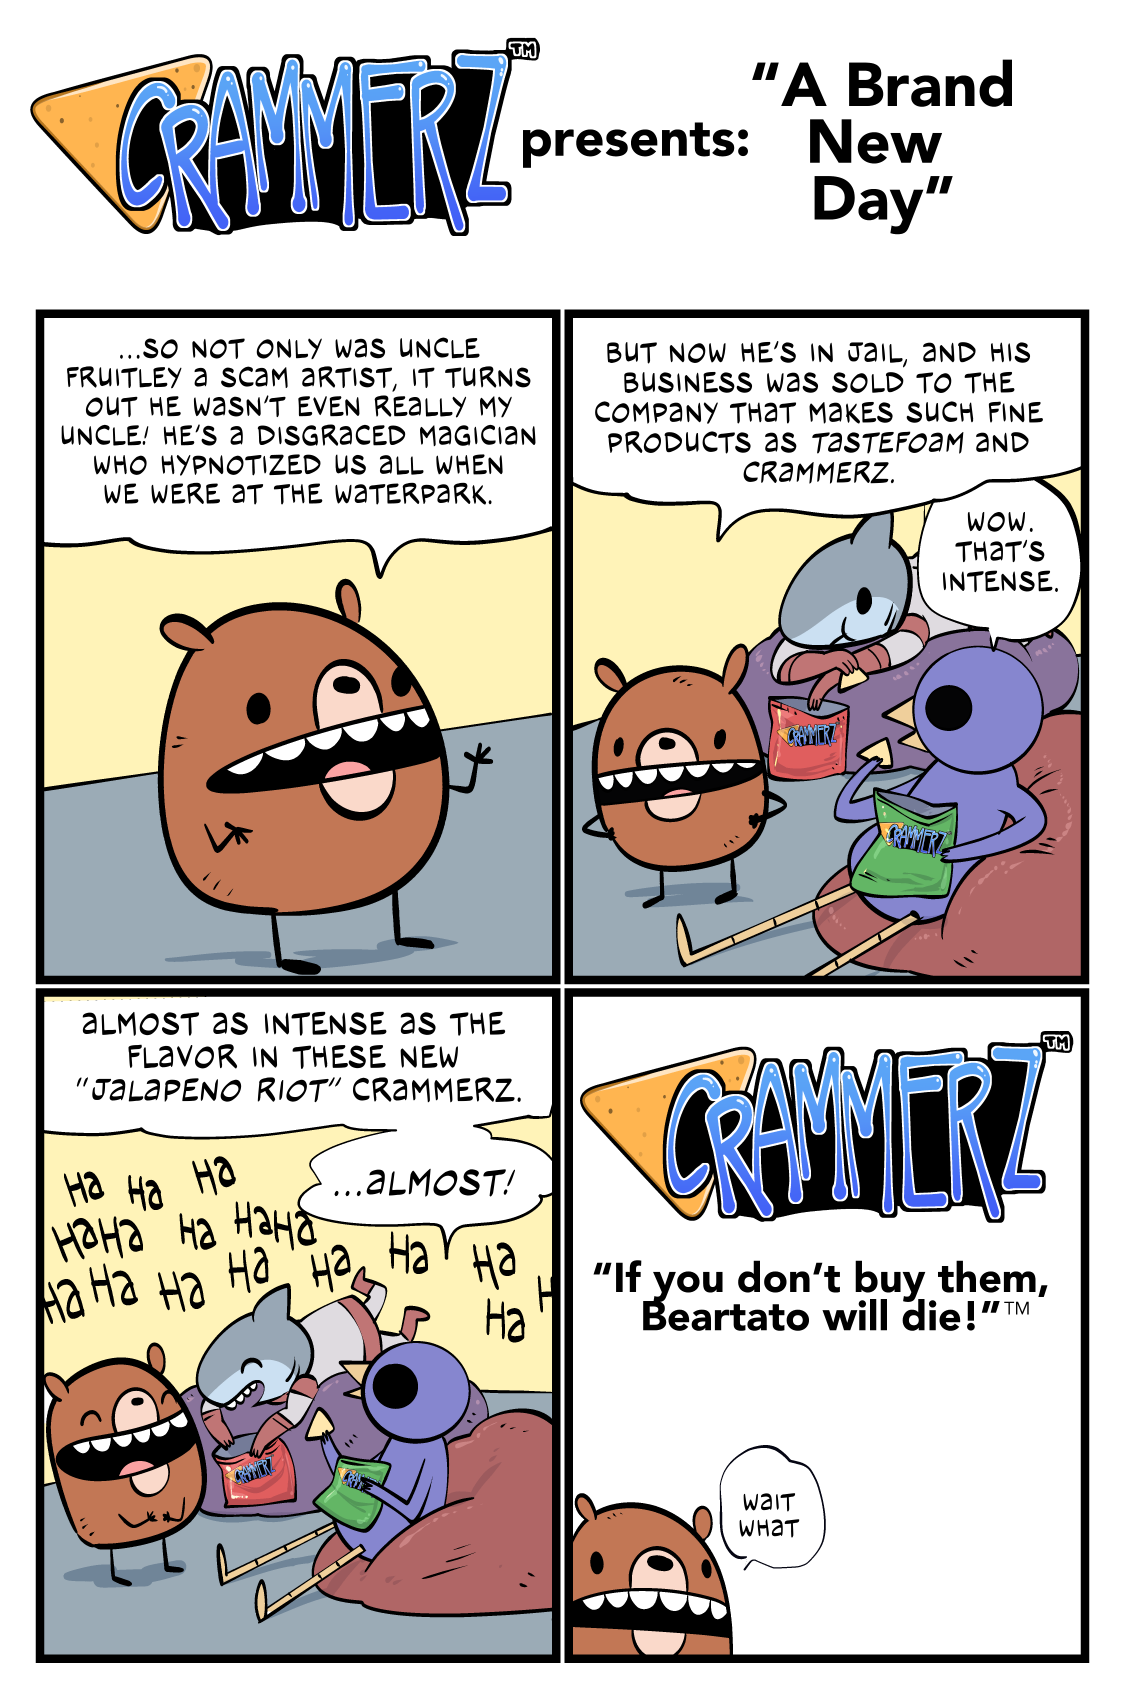 CRAMMERZ™
presents:
“A Brand
New
Day”
...SO NOT ONLY WAS UNCLE
FRUITLEY A SCAM ARTIST, IT TURNS
OUT HE WASN'T EVEN REALLY MY
UNCLE! HE'S A DISGRACED MAGICIAN
WHO HYPNOTIZED US ALL WHEN
WE WERE AT THE WATERPARK.
BUT NOW HE'S IN JAIL, AND HIS
BUSINESS WAS SOLD TO THE
COMPANY THAT MAKES SUCH FINE
PRODUCTS AS TASTEFOAM AND
CRAMMERZ.
WOW.
THAT'S
INTENSE.
CRAMMERZ
CRAMMERZ
ALMOST AS INTENSE AS THE
FLAVOR IN THESE NEW
"JALAPENO RIOT" CRAMMERZ.
...ALMOST!
HA HA HA
HAHA HA HAHA
HA HA HA HA HA HA HA
HA
CRAMMERZ
CRAM
CRAMMERZ™
“If you don’t buy them,
Beartato will die!”™
WAIT
WHAT